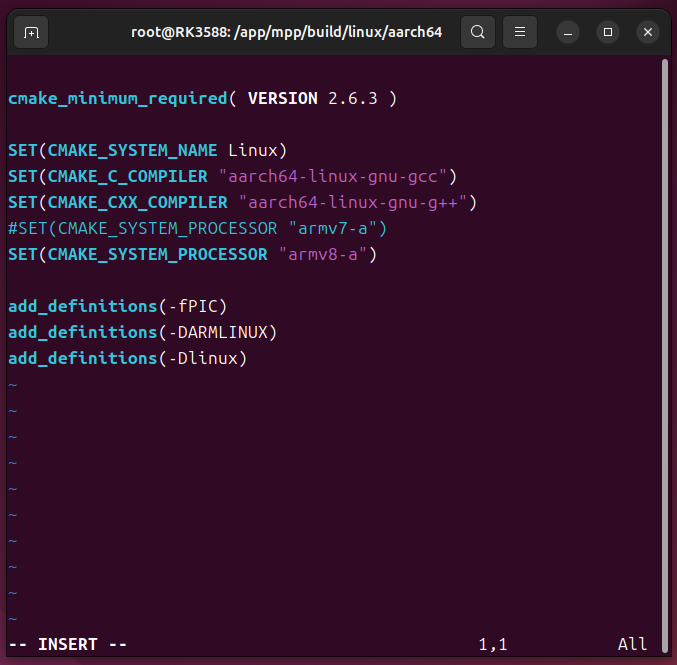 root@RK3588: /app/mpp/build/linux/aarch64
cmake_minimum_required( VERSION 2.6.3 )
SET(CMAKE_SYSTEM_NAME Linux)
SET(CMAKE_C_COMPILER "aarch64-linux-gnu-gcc")
SET(CMAKE_CXX_COMPILER "aarch64-linux-gnu-g++")
#SET(CMAKE_SYSTEM_PROCESSOR "armv7-a")
SET(CMAKE_SYSTEM_PROCESSOR "armv8-a")
add_definitions(-fPIC)
add_definitions(-DARMLINUX)
add_definitions(-Dlinux)
~
~
~
~
~
~
~
~
~
~
-- INSERT -- 1,1 All